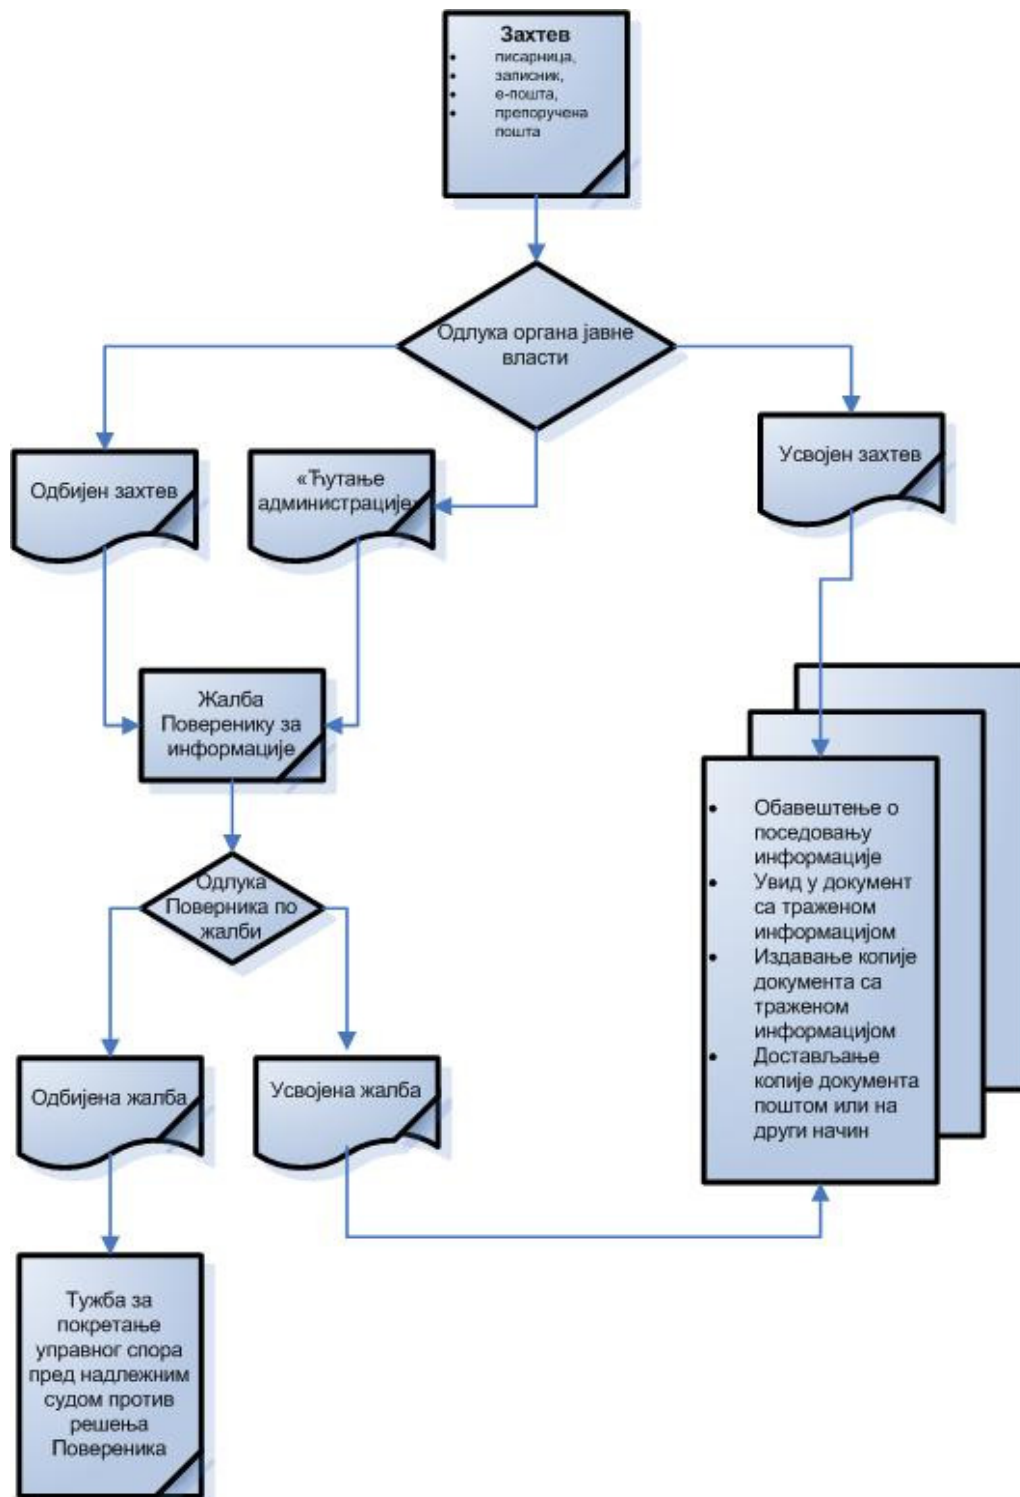 Захтев
• писарница,
• записник,
• е-пошта,
• препоручена
пошта
Одлука органа јавне
власти
Одбијен захтев
«Ћутање
администрације»
Усвојен захтев
Жалба
Поверенику за
информације
Одлука
Поверника по
жалби
• Обавештење о
поседовању
информације
• Увид у документ
са траженом
информацијом
• Издавање копије
документа са
траженом
информацијом
• Достављање
копије документа
поштом или на
други начин
Одбијена жалба
Усвојена жалба
Тужба за
покретање
управног спора
пред надлежним
судом против
решења
Повереника